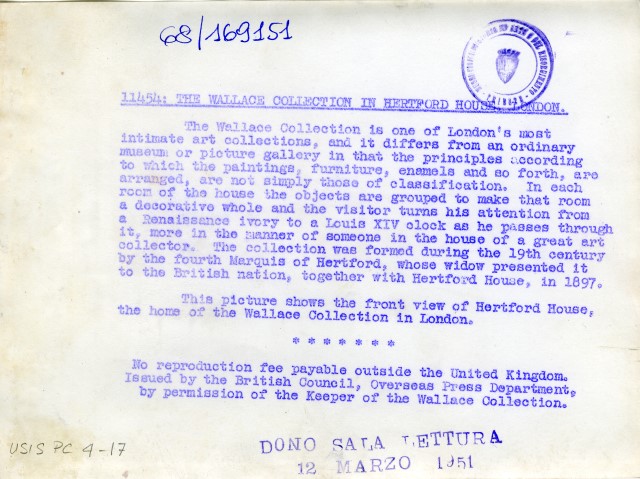 68/169151
11454: THE WALLACE COLLECTION IN HERTFORD HOUSE, LONDON.
The Wallace Collection is one of London's most
intimate art collections, and it differs from an ordinary
museum or picture gallery in that the principles according
to which the paintings, furniture, enamels and so forth, are
arranged, are not simply those of classification. In each
room of the house the objects are grouped to make that room
a decorative whole and the visitor turns his attention from
a Renaissance ivory to a Louis XIV clock as he passes through
it, more in the manner of someone in the house of a great art
collector. The collection was formed during the 19th century
by the fourth Marquis of Hertford, whose widow presented it
to the British nation, together with Hertford House, in 1897.
This picture shows the front view of Hertford House,
the home of the Wallace Collection in London.
* * * * * * *
No reproduction fee payable outside the United Kingdom.
Issued by the British Council, Overseas Press Department,
by permission of the Keeper of the Wallace Collection.
USIS PC 4-17
DONO SALA LETTURA
12 MARZO 1951